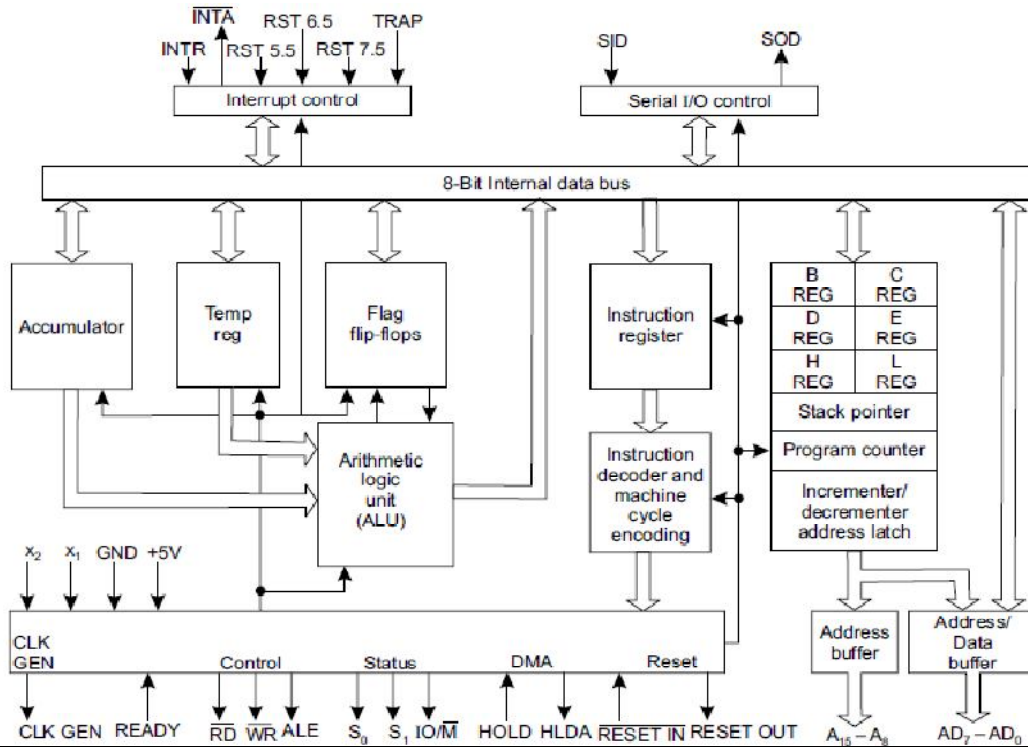 INTA
RST 6.5
TRAP
INTR
RST 5.5
RST 7.5
SID
SOD
Interrupt control
Serial I/O control
8-Bit Internal data bus
Accumulator
Temp
reg
Flag
flip-flops
Instruction
register
B
REG
C
REG
D
REG
E
REG
H
REG
L
REG
Stack pointer
Program counter
Incrementer/
decrementer
address latch
Arithmetic
logic
unit
(ALU)
Instruction
decoder and
machine
cycle
encoding
x₂
x₁
GND
+5V
CLK
GEN
Control
Status
DMA
Reset
Address
buffer
Address/
Data
buffer
CLK GEN
READY
RD
WR
ALE
S₀
S₁
IO/M
HOLD
HLDA
RESET IN
RESET OUT
A₁₅ – A₈
AD₇ – AD₀